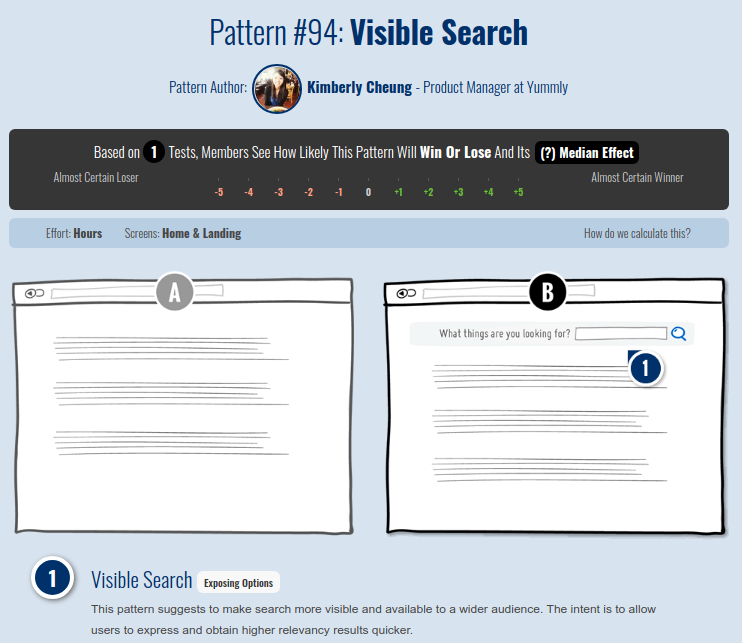 Pattern #94: Visible Search
Pattern Author: Kimberly Cheung - Product Manager at Yummly
Based on 1 Tests, Members See How Likely This Pattern Will Win Or Lose And Its (?) Median Effect
Almost Certain Loser -5 -4 -3 -2 -1 0 +1 +2 +3 +4 +5 Almost Certain Winner
Effort: Hours Screens: Home & Landing How do we calculate this?
A
B
What things are you looking for?
1
1 Visible Search Exposing Options
This pattern suggests to make search more visible and available to a wider audience. The intent is to allow
users to express and obtain higher relevancy results quicker.